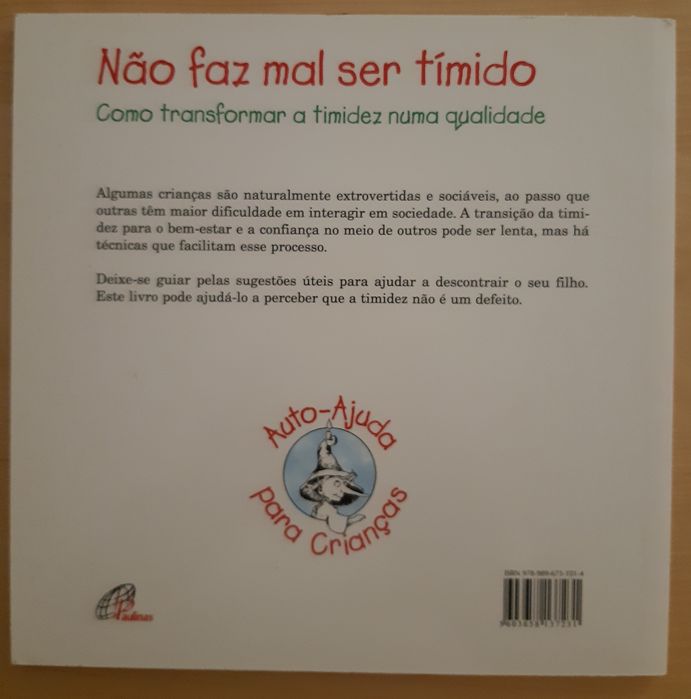 Não faz mal ser tímido
Como transformar a timidez numa qualidade
Algumas crianças são naturalmente extrovertidas e sociáveis, ao passo que
outras têm maior dificuldade em interagir em sociedade. A transição da timi-
dez para o bem-estar e a confiança no meio de outros pode ser lenta, mas há
técnicas que facilitam esse processo.
Deixe-se guiar pelas sugestões úteis para ajudar a descontrair o seu filho.
Este livro pode ajudá-lo a perceber que a timidez não é um defeito.
Auto-Ajuda
para Crianças
Paulinas
ISBN 978-989-673-